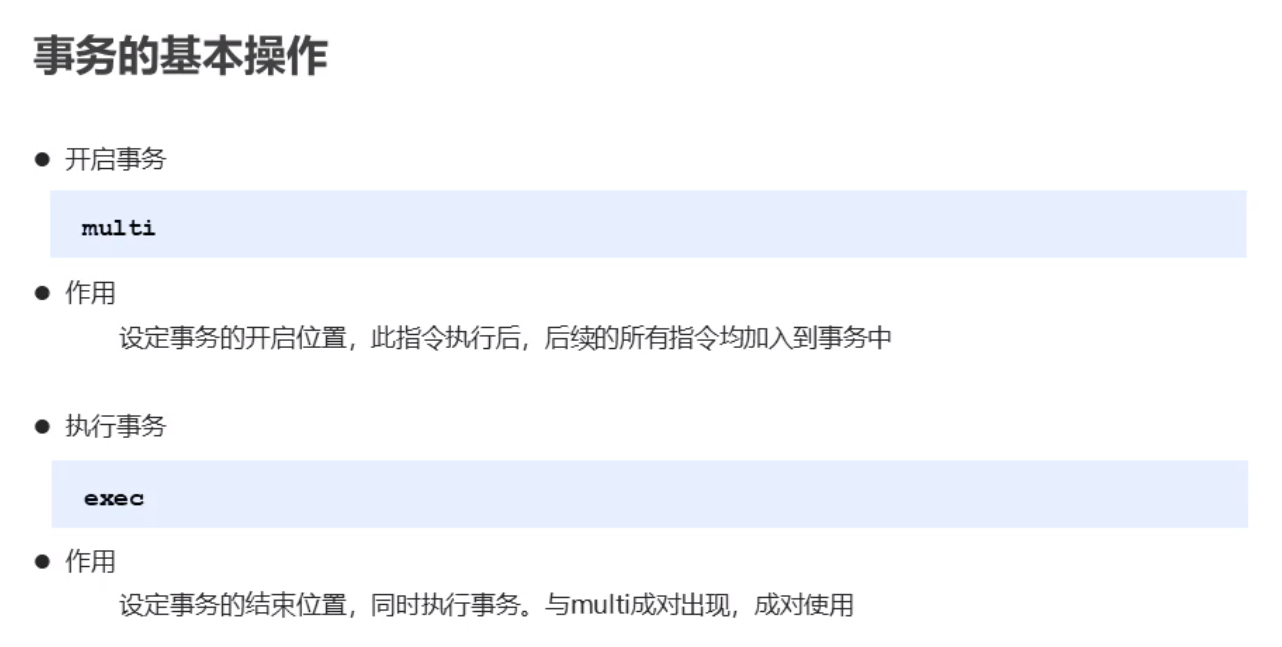 事务的基本操作
● 开启事务
multi
● 作用
设定事务的开启位置，此指令执行后，后续的所有指令均加入到事务中
● 执行事务
exec
● 作用
设定事务的结束位置，同时执行事务。与multi成对出现，成对使用